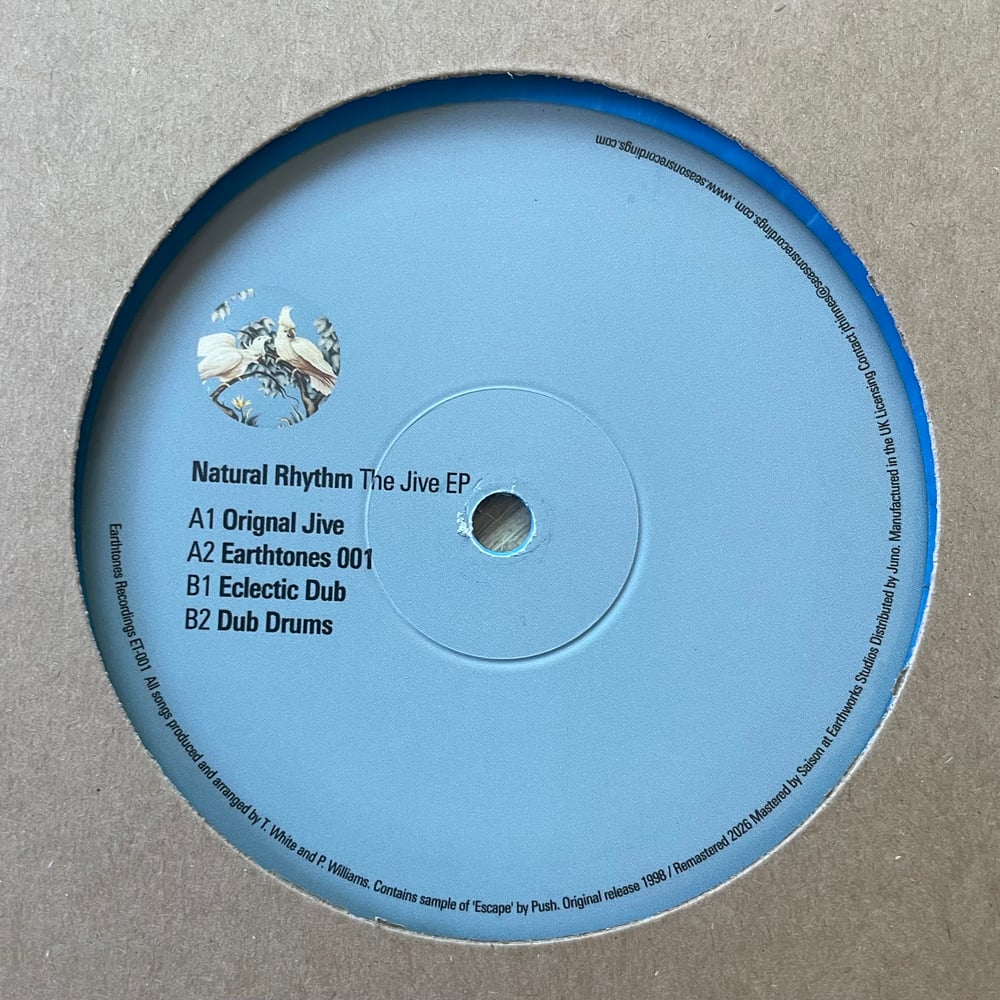 Natural Rhythm The Jive EP
A1 Orignal Jive
A2 Earthtones 001
B1 Eclectic Dub
B2 Dub Drums
Earthtones Recordings ET-001 All songs produced and arranged by T. White and P. Williams. Contains sample of 'Escape' by Push. Original release 1998 / Remastered 2026 Mastered by Saison at Earthworks Studios Distributed by Juno. Manufactured in the UK Licensing Contact jthinnes@seasonsrecordings.com . www.seasonsrecordings.com